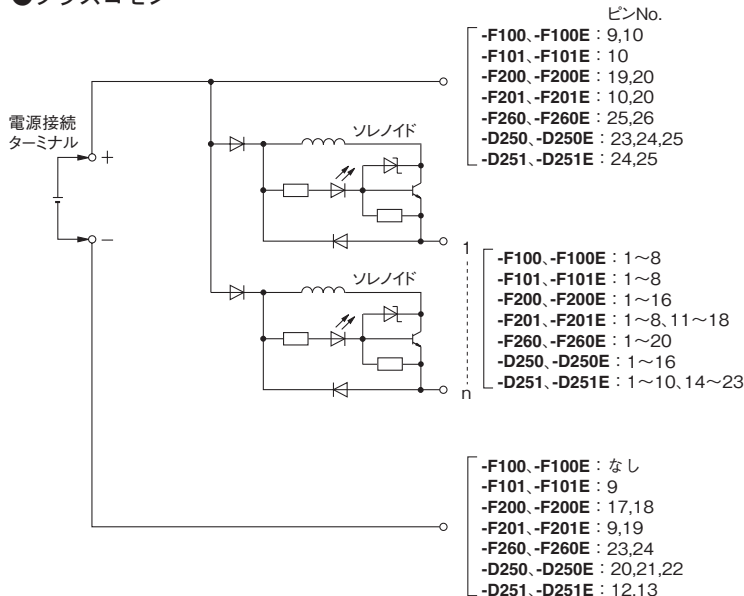 ピンNo.
-F100、-F100E：9,10
-F101、-F101E：10
-F200、-F200E：19,20
-F201、-F201E：10,20
-F260、-F260E：25,26
-D250、-D250E：23,24,25
-D251、-D251E：24,25
電源接続
ターミナル
+
−
ソレノイド
1
-F100、-F100E：1〜8
-F101、-F101E：1〜8
-F200、-F200E：1〜16
-F201、-F201E：1〜8、11〜18
-F260、-F260E：1〜20
-D250、-D250E：1〜16
-D251、-D251E：1〜10、14〜23
ソレノイド
n
-F100、-F100E：なし
-F101、-F101E：9
-F200、-F200E：17,18
-F201、-F201E：9,19
-F260、-F260E：23,24
-D250、-D250E：20,21,22
-D251、-D251E：12,13